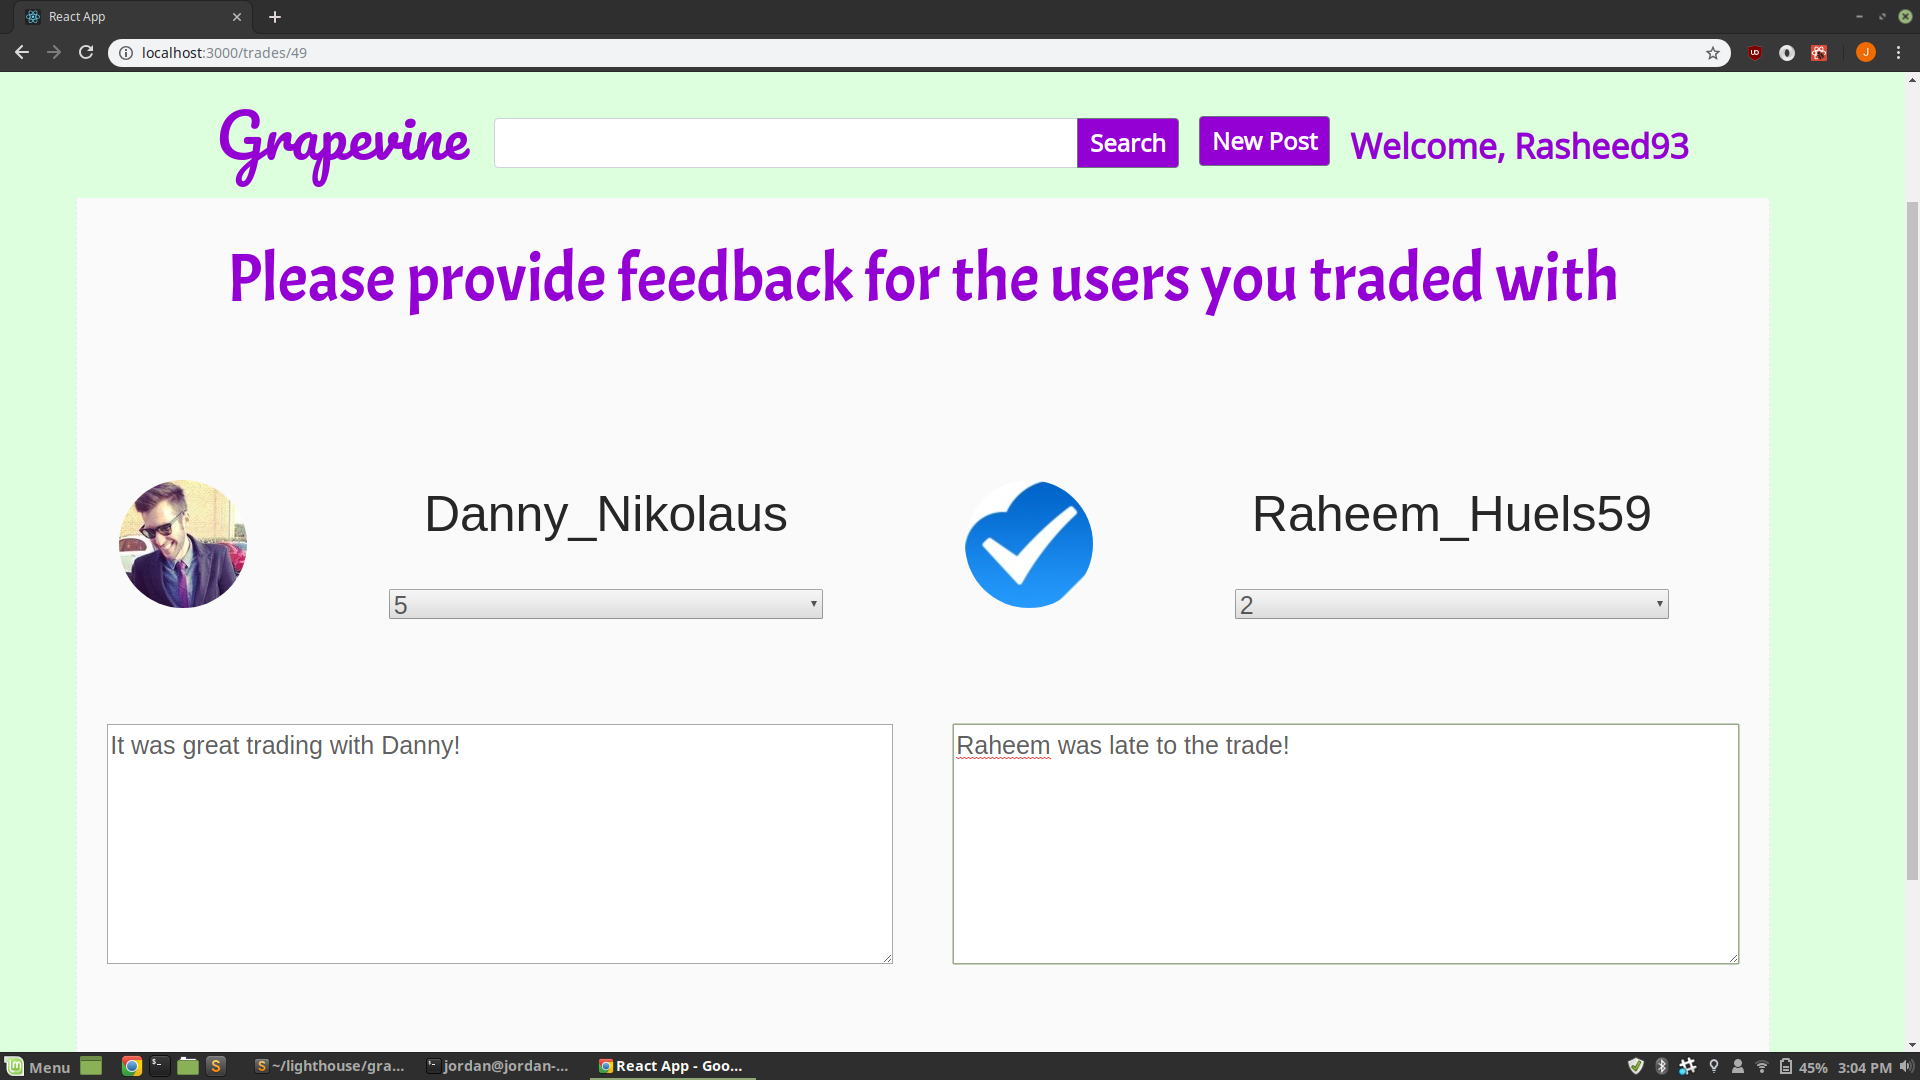 React App
localhost:3000/trades/49
J
Grapevine
Search
New Post
Welcome, Rasheed93
Please provide feedback for the users you traded with
Danny_Nikolaus
5
Raheem_Huels59
2
It was great trading with Danny!
Raheem was late to the trade!
Menu
~/lighthouse/gra...
jordan@jordan-...
React App - Goo...
45%
3:04 PM